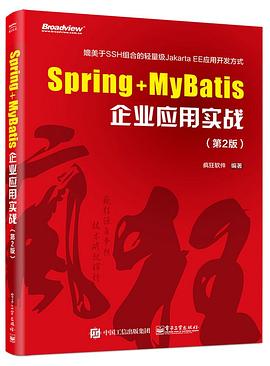 Broadview
媲美于SSH组合的轻量级Jakarta EE应用开发方式
Spring+MyBatis
企业应用实战
(第2版)
疯狂软件 编著
疯狂
中国工信出版集团
电子工业出版社
Broadview
Spring+MyBatis
企业应用实战
(第2版)